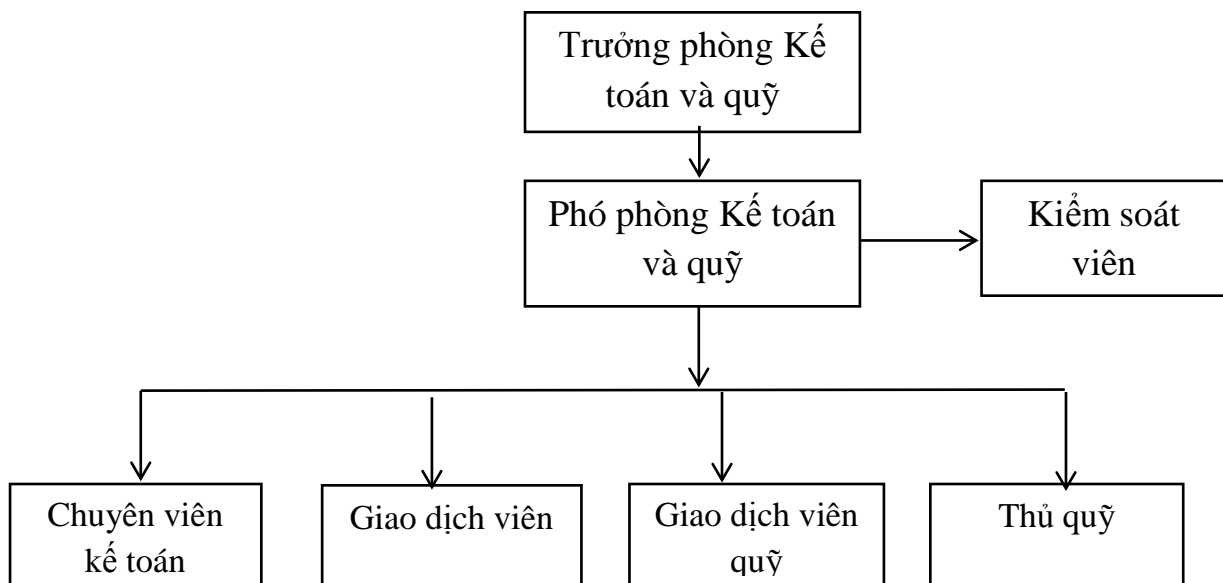 Trưởng phòng Kế
toán và quỹ
Phó phòng Kế toán
và quỹ
Kiểm soát
viên
Chuyên viên
kế toán
Giao dịch viên
Giao dịch viên
quỹ
Thủ quỹ